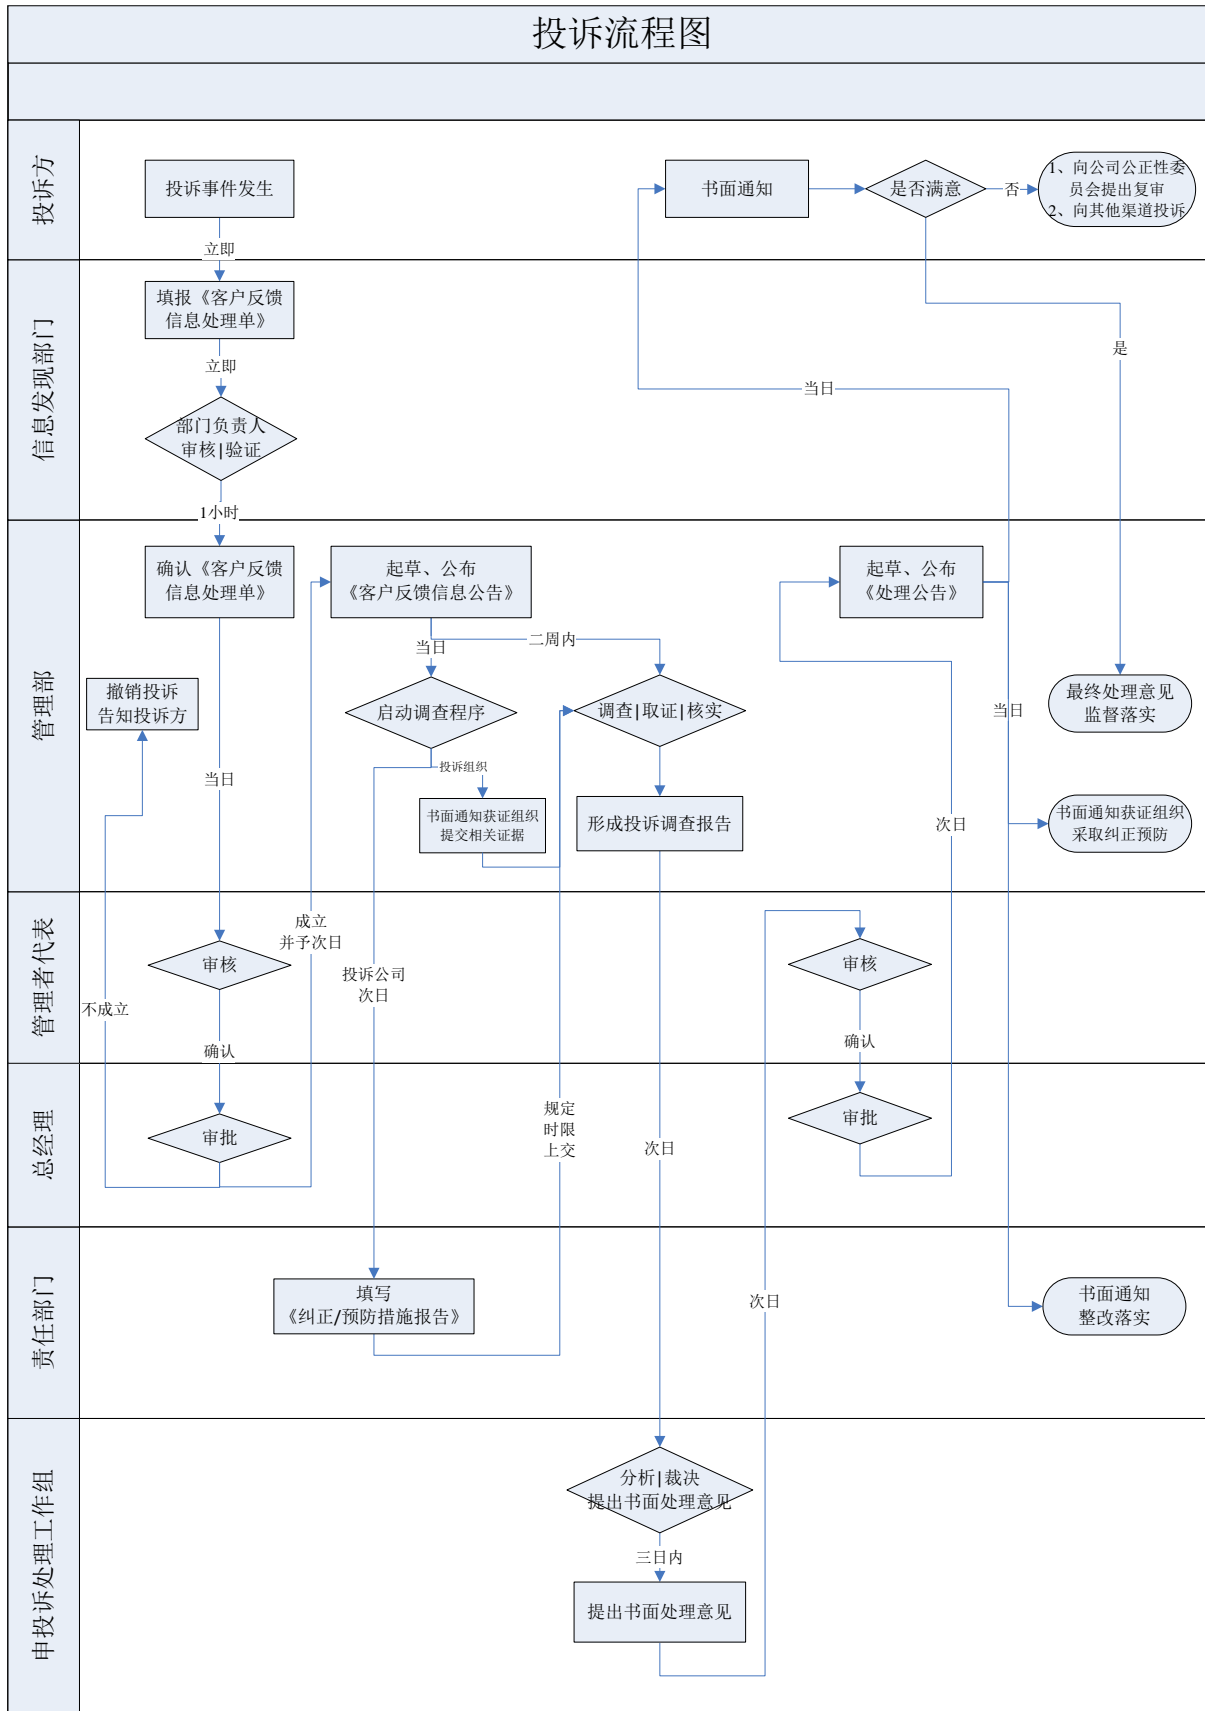 投诉流程图
投诉方
投诉事件发生
书面通知
是否满意
否
1、向公司公正性委
员会提出复审
2、向其他渠道投诉
立即
信息发现部门
填报《客户反馈
信息处理单》
立即
是
当日
部门负责人
审核|验证
1小时
管理部
确认《客户反馈
信息处理单》
起草、公布
《客户反馈信息公告》
起草、公布
《处理公告》
当日
二周内
撤销投诉
告知投诉方
启动调查程序
调查|取证|核实
当日
最终处理意见
监督落实
投诉组织
当日
书面通知获证组织
提交相关证据
形成投诉调查报告
次日
书面通知获证组织
采取纠正预防
管理者代表
成立
并予次日
审核
投诉公司
次日
审核
不成立
确认
确认
总经理
审批
规定
时限
上交
次日
审批
责任部门
填写
《纠正/预防措施报告》
次日
书面通知
整改落实
申投诉处理工作组
分析|裁决
提出书面处理意见
三日内
提出书面处理意见